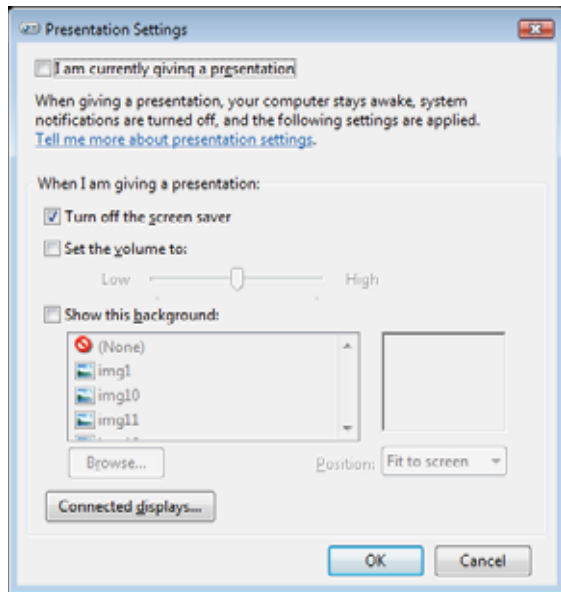 Presentation Settings
I am currently giving a presentation
When giving a presentation, your computer stays awake, system
notifications are turned off, and the following settings are applied.
Tell me more about presentation settings.
When I am giving a presentation:
Turn off the screen saver
Set the volume to:
Low High
Show this background:
(None)
img1
img10
img11
Browse... Position: Fit to screen
Connected displays...
OK Cancel